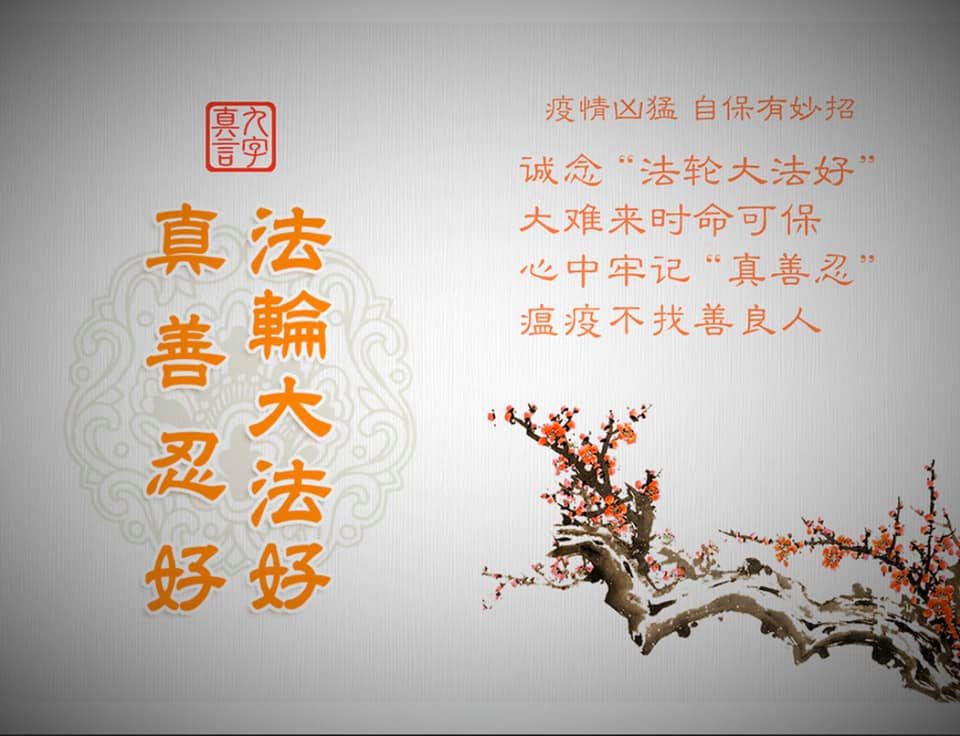 九字真言
法輪大法好
真善忍好
疫情凶猛 自保有妙招
诚念“法轮大法好”
大难来时命可保
心中牢记“真善忍”
瘟疫不找善良人